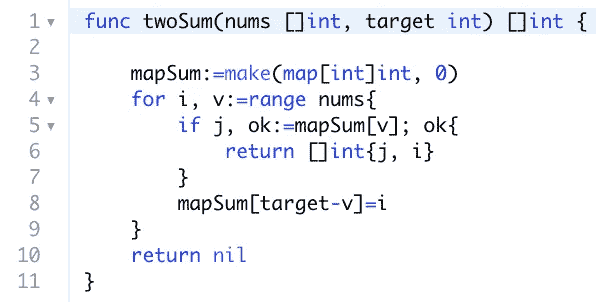 1 func twoSum(nums []int, target int) []int {
2
3 mapSum:=make(map[int]int, 0)
4 for i, v:=range nums{
5 if j, ok:=mapSum[v]; ok{
6 return []int{j, i}
7 }
8 mapSum[target-v]=i
9 }
10 return nil
11 }